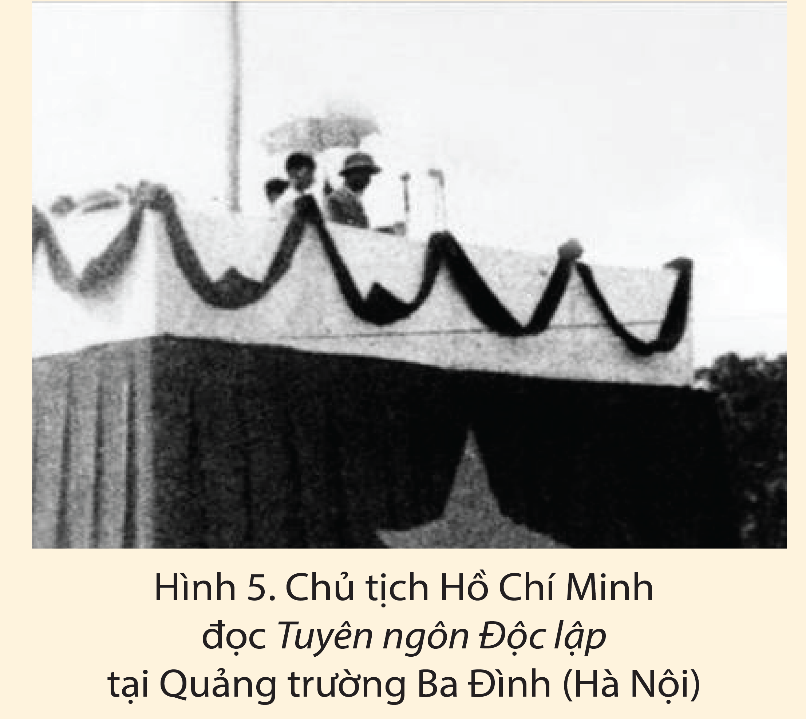 Hình 5. Chủ tịch Hồ Chí Minh
đọc Tuyên ngôn Độc lập
tại Quảng trường Ba Đình (Hà Nội)